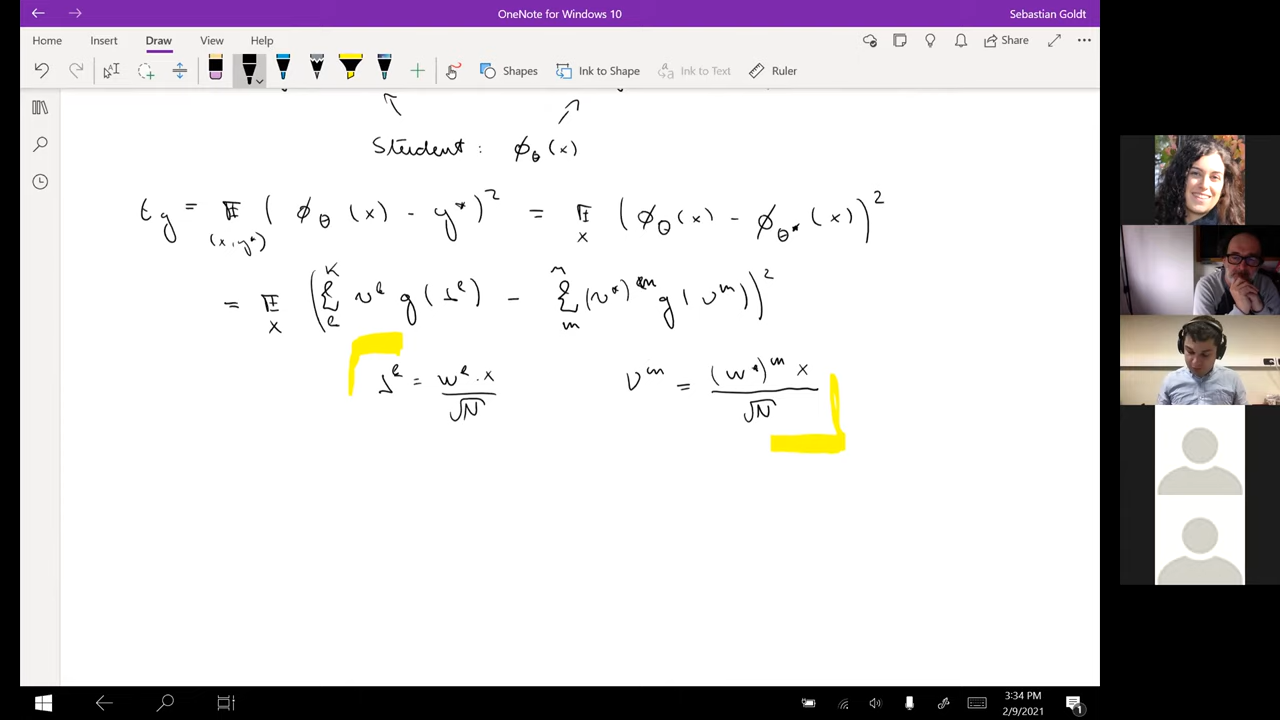 OneNote for Windows 10
Sebastian Goldt
Home Insert Draw View Help
Share
Shapes Ink to Shape Ink to Text Ruler
Student : ϕ_θ (x)
ϵ_g = 𝔼_(x,y*) ( ϕ_θ (x) - y* )^2 = 𝔼_x ( ϕ_θ (x) - ϕ_θ* (x) )^2
= 𝔼_x ( Σ_k^K v^k g ( λ^k ) - Σ_m^M (v*)^m g ( ν^m ) )^2
λ^k = w^k · x / √N ν^m = (w*)^m x / √N
3:34 PM
2/9/2021
1